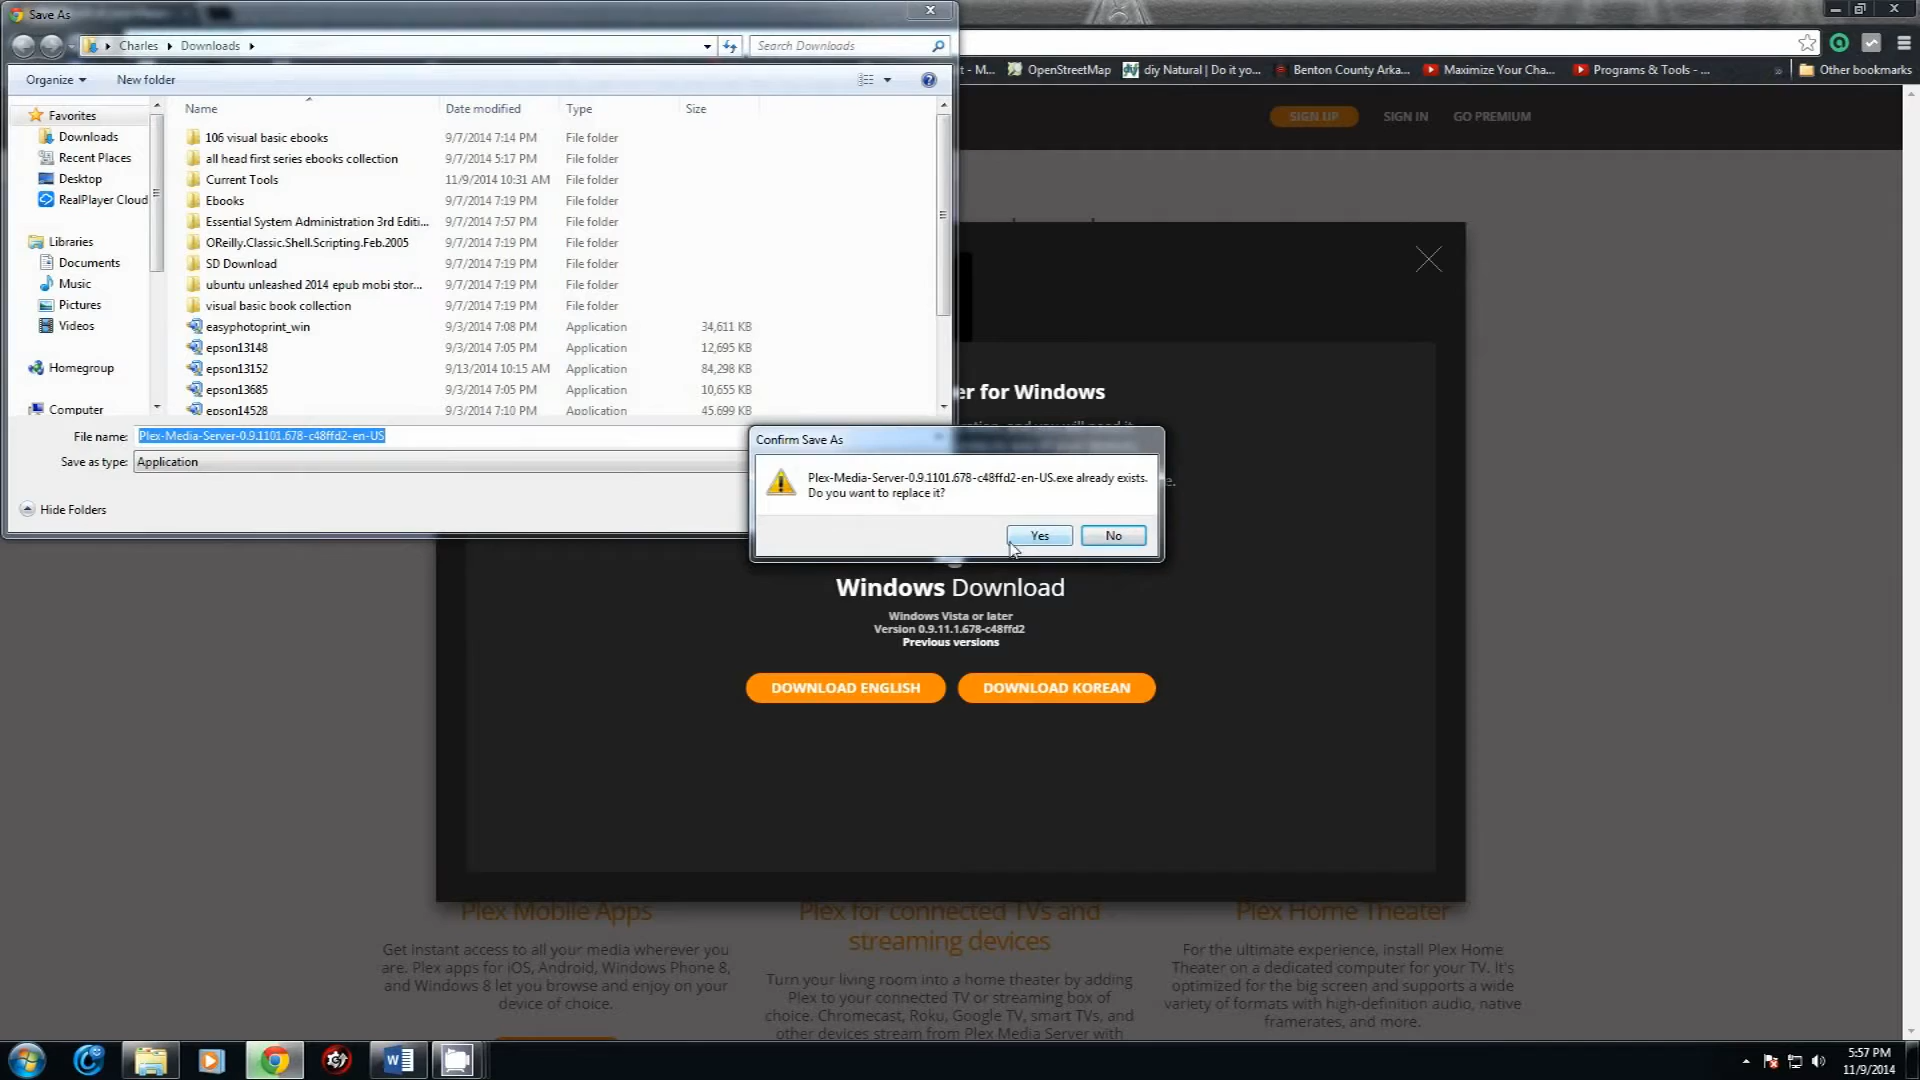 Save As
Charles
Downloads
Search Downloads
Organize
New folder
Name
Date modified
Type
Size
Favorites
Downloads
Recent Places
Desktop
RealPlayer Cloud
Libraries
Documents
Music
Pictures
Videos
Homegroup
Computer
106 visual basic ebooks 9/7/2014 7:14 PM File folder
all head first series ebooks collection 9/7/2014 5:17 PM File folder
Current Tools 11/9/2014 10:31 AM File folder
Ebooks 9/7/2014 7:19 PM File folder
Essential System Administration 3rd Editi... 9/7/2014 7:57 PM File folder
OReilly.Classic.Shell.Scripting.Feb.2005 9/7/2014 7:19 PM File folder
SD Download 9/7/2014 7:19 PM File folder
ubuntu unleashed 2014 epub mobi stor... 9/7/2014 7:19 PM File folder
visual basic book collection 9/7/2014 7:19 PM File folder
easyphotoprint_win 9/3/2014 7:08 PM Application 34,611 KB
epson13148 9/3/2014 7:05 PM Application 12,695 KB
epson13152 9/13/2014 10:15 AM Application 84,298 KB
epson13685 9/3/2014 7:05 PM Application 10,655 KB
epson14528 9/3/2014 7:10 PM Application 45,699 KB
File name: Plex-Media-Server-0.9.1101.678-c48ffd2-en-US
Save as type: Application
Hide Folders
t - M...
OpenStreetMap
diy Natural | Do it yo...
Benton County Arka...
Maximize Your Cha...
Programs & Tools - ...
»
Other bookmarks
SIGN UP
SIGN IN
GO PREMIUM
er for Windows
e.
Confirm Save As
Plex-Media-Server-0.9.1101.678-c48ffd2-en-US.exe already exists.
Do you want to replace it?
Yes
No
Windows Download
Windows Vista or later
Version 0.9.11.1.678-c48ffd2
Previous versions
DOWNLOAD ENGLISH
DOWNLOAD KOREAN
Plex Mobile Apps
Get instant access to all your media wherever you
are. Plex apps for iOS, Android, Windows Phone 8,
and Windows 8 let you browse and enjoy on your
device of choice.
Plex for connected TVs and
streaming devices
Turn your living room into a home theater by adding
Plex to your connected TV or streaming box of
choice. Chromecast, Roku, Google TV, smart TVs, and
other devices stream from Plex Media Server with
Plex Home Theater
For the ultimate experience, install Plex Home
Theater on a dedicated computer for your TV. It's
optimized for the big screen and supports a wide
variety of formats with high-definition audio, native
framerates, and more.
5:57 PM
11/9/2014